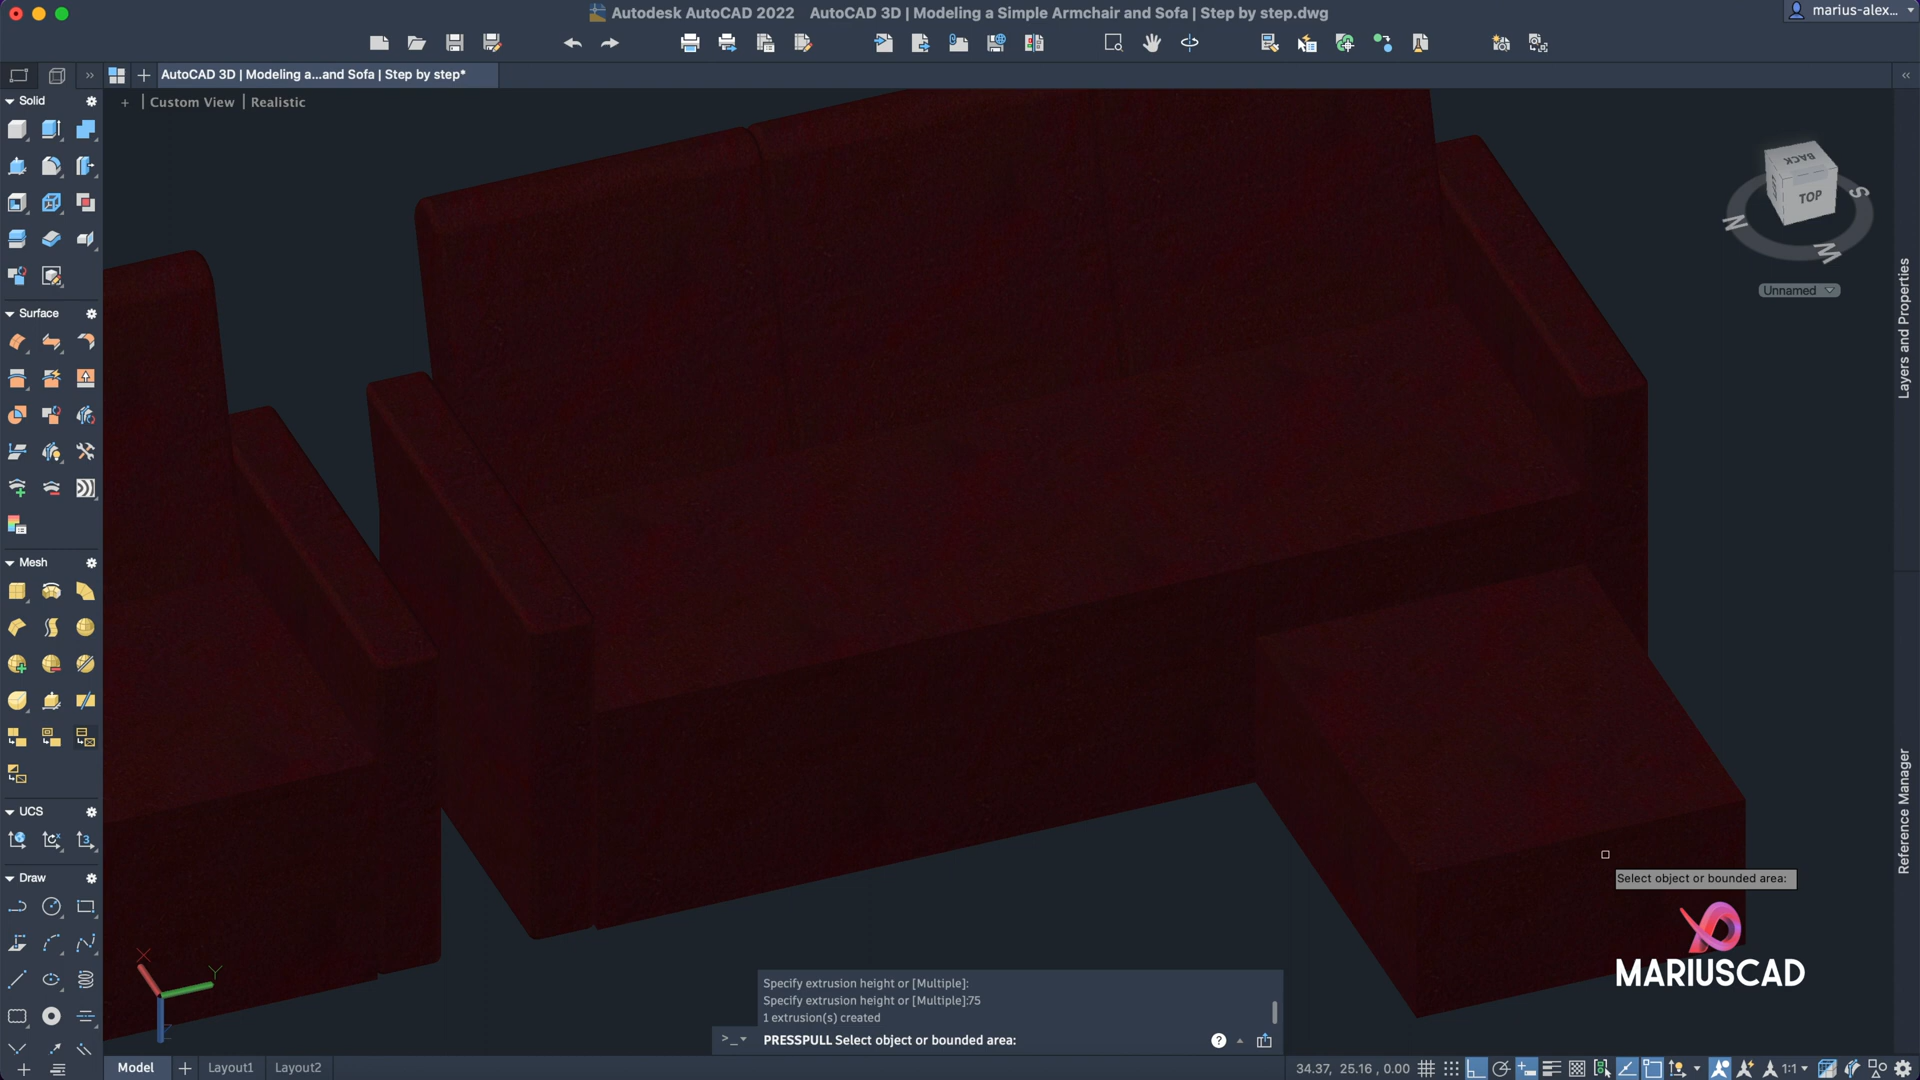 Autodesk AutoCAD 2022 AutoCAD 3D | Modeling a Simple Armchair and Sofa | Step by step.dwg
marius-alex...
AutoCAD 3D | Modeling a...and Sofa | Step by step*
Custom View | Realistic
Solid
Surface
Mesh
UCS
Draw
BACK
TOP
N
S
Unnamed
Layers and Properties
Reference Manager
Select object or bounded area:
MARIUSCAD
X
Y
Specify extrusion height or [Multiple]:
Specify extrusion height or [Multiple]:75
1 extrusion(s) created
>_ PRESSPULL Select object or bounded area:
Model
Layout1
Layout2
34.37, 25.16 , 0.00
1:1